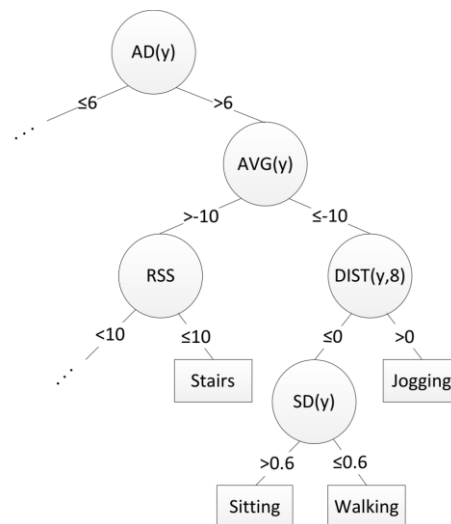 AD(y)
≤6 >6
...
AVG(y)
>-10 ≤-10
RSS DIST(y,8)
<10 ≤10 ≤0 >0
...
Stairs Jogging
SD(y)
>0.6 ≤0.6
Sitting Walking